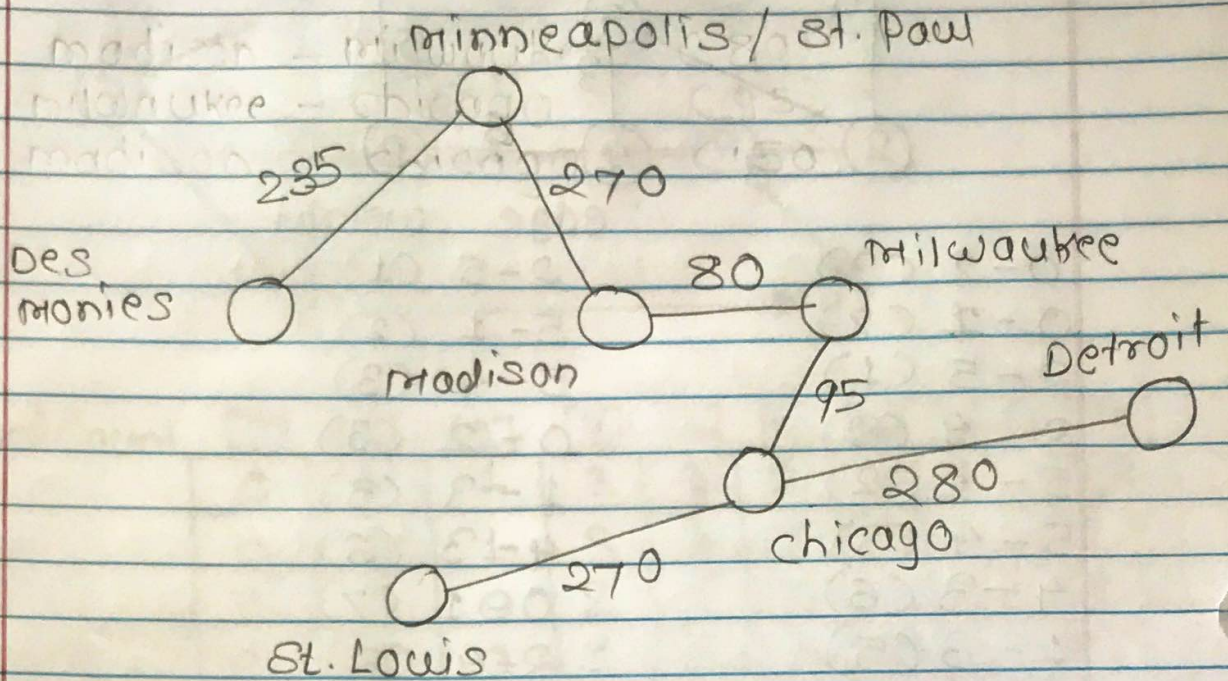 Minneapolis / St. Paul
235
270
Des
Monies
80
Milwaukee
Madison
Detroit
95
280
Chicago
270
St. Louis